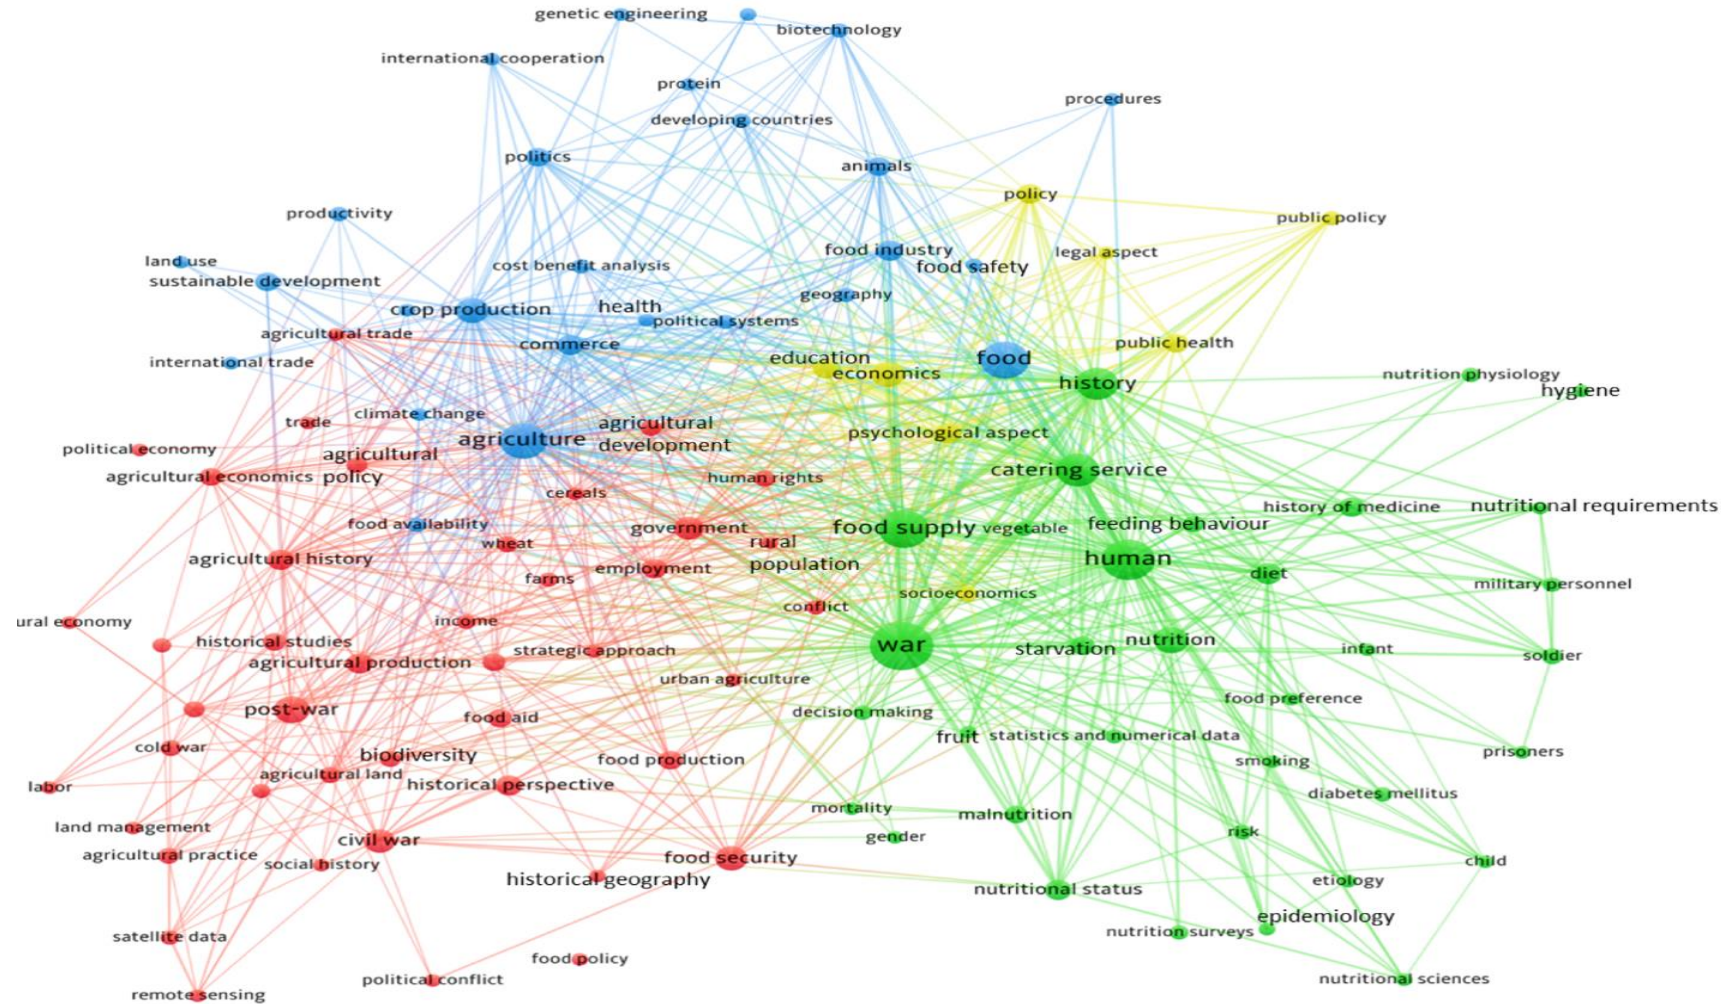 genetic engineering
biotechnology
international cooperation
protein
procedures
developing countries
politics
animals
policy
productivity
public policy
food industry
legal aspect
land use
cost benefit analysis
food safety
sustainable development
geography
crop production
health
political systems
agricultural trade
commerce
public health
education
food
international trade
economics
history
nutrition physiology
hygiene
climate change
trade
agricultural
development
psychological aspect
agriculture
political economy
agricultural
policy
catering service
agricultural economics
human rights
cereals
history of medicine
nutritional requirements
food availability
government
food supply
vegetable
feeding behaviour
wheat
rural
population
agricultural history
human
employment
farms
diet
military personnel
socioeconomics
conflict
ural economy
income
historical studies
strategic approach
war
starvation
nutrition
infant
soldier
agricultural production
urban agriculture
food preference
post-war
food aid
decision making
fruit
statistics and numerical data
cold war
biodiversity
food production
prisoners
smoking
agricultural land
labor
historical perspective
diabetes mellitus
mortality
malnutrition
land management
gender
risk
civil war
agricultural practice
social history
food security
child
historical geography
nutritional status
etiology
epidemiology
satellite data
nutrition surveys
food policy
political conflict
nutritional sciences
remote sensing